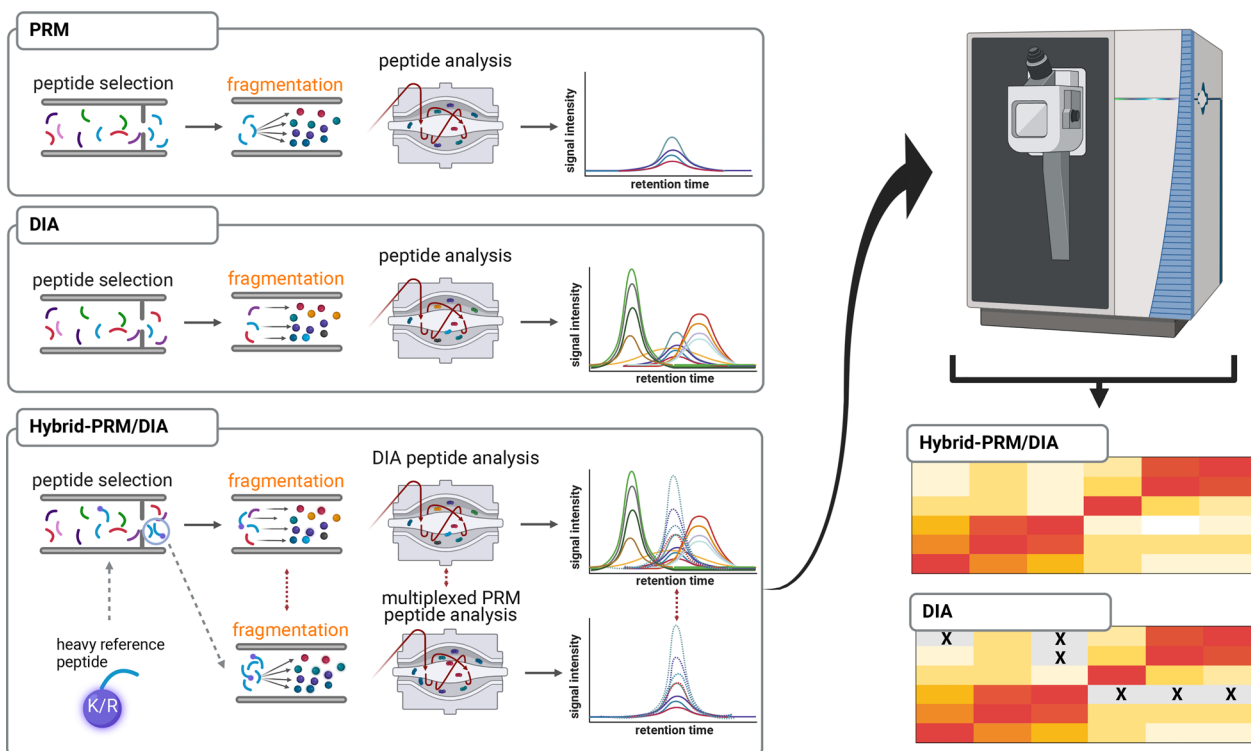 PRM
peptide selection
fragmentation
peptide analysis
signal intensity
retention time
DIA
peptide selection
fragmentation
peptide analysis
signal intensity
retention time
Hybrid-PRM/DIA
peptide selection
fragmentation
DIA peptide analysis
signal intensity
retention time
heavy reference
peptide
K/R
fragmentation
multiplexed PRM
peptide analysis
signal intensity
retention time
Hybrid-PRM/DIA
DIA
X X
X
X X X